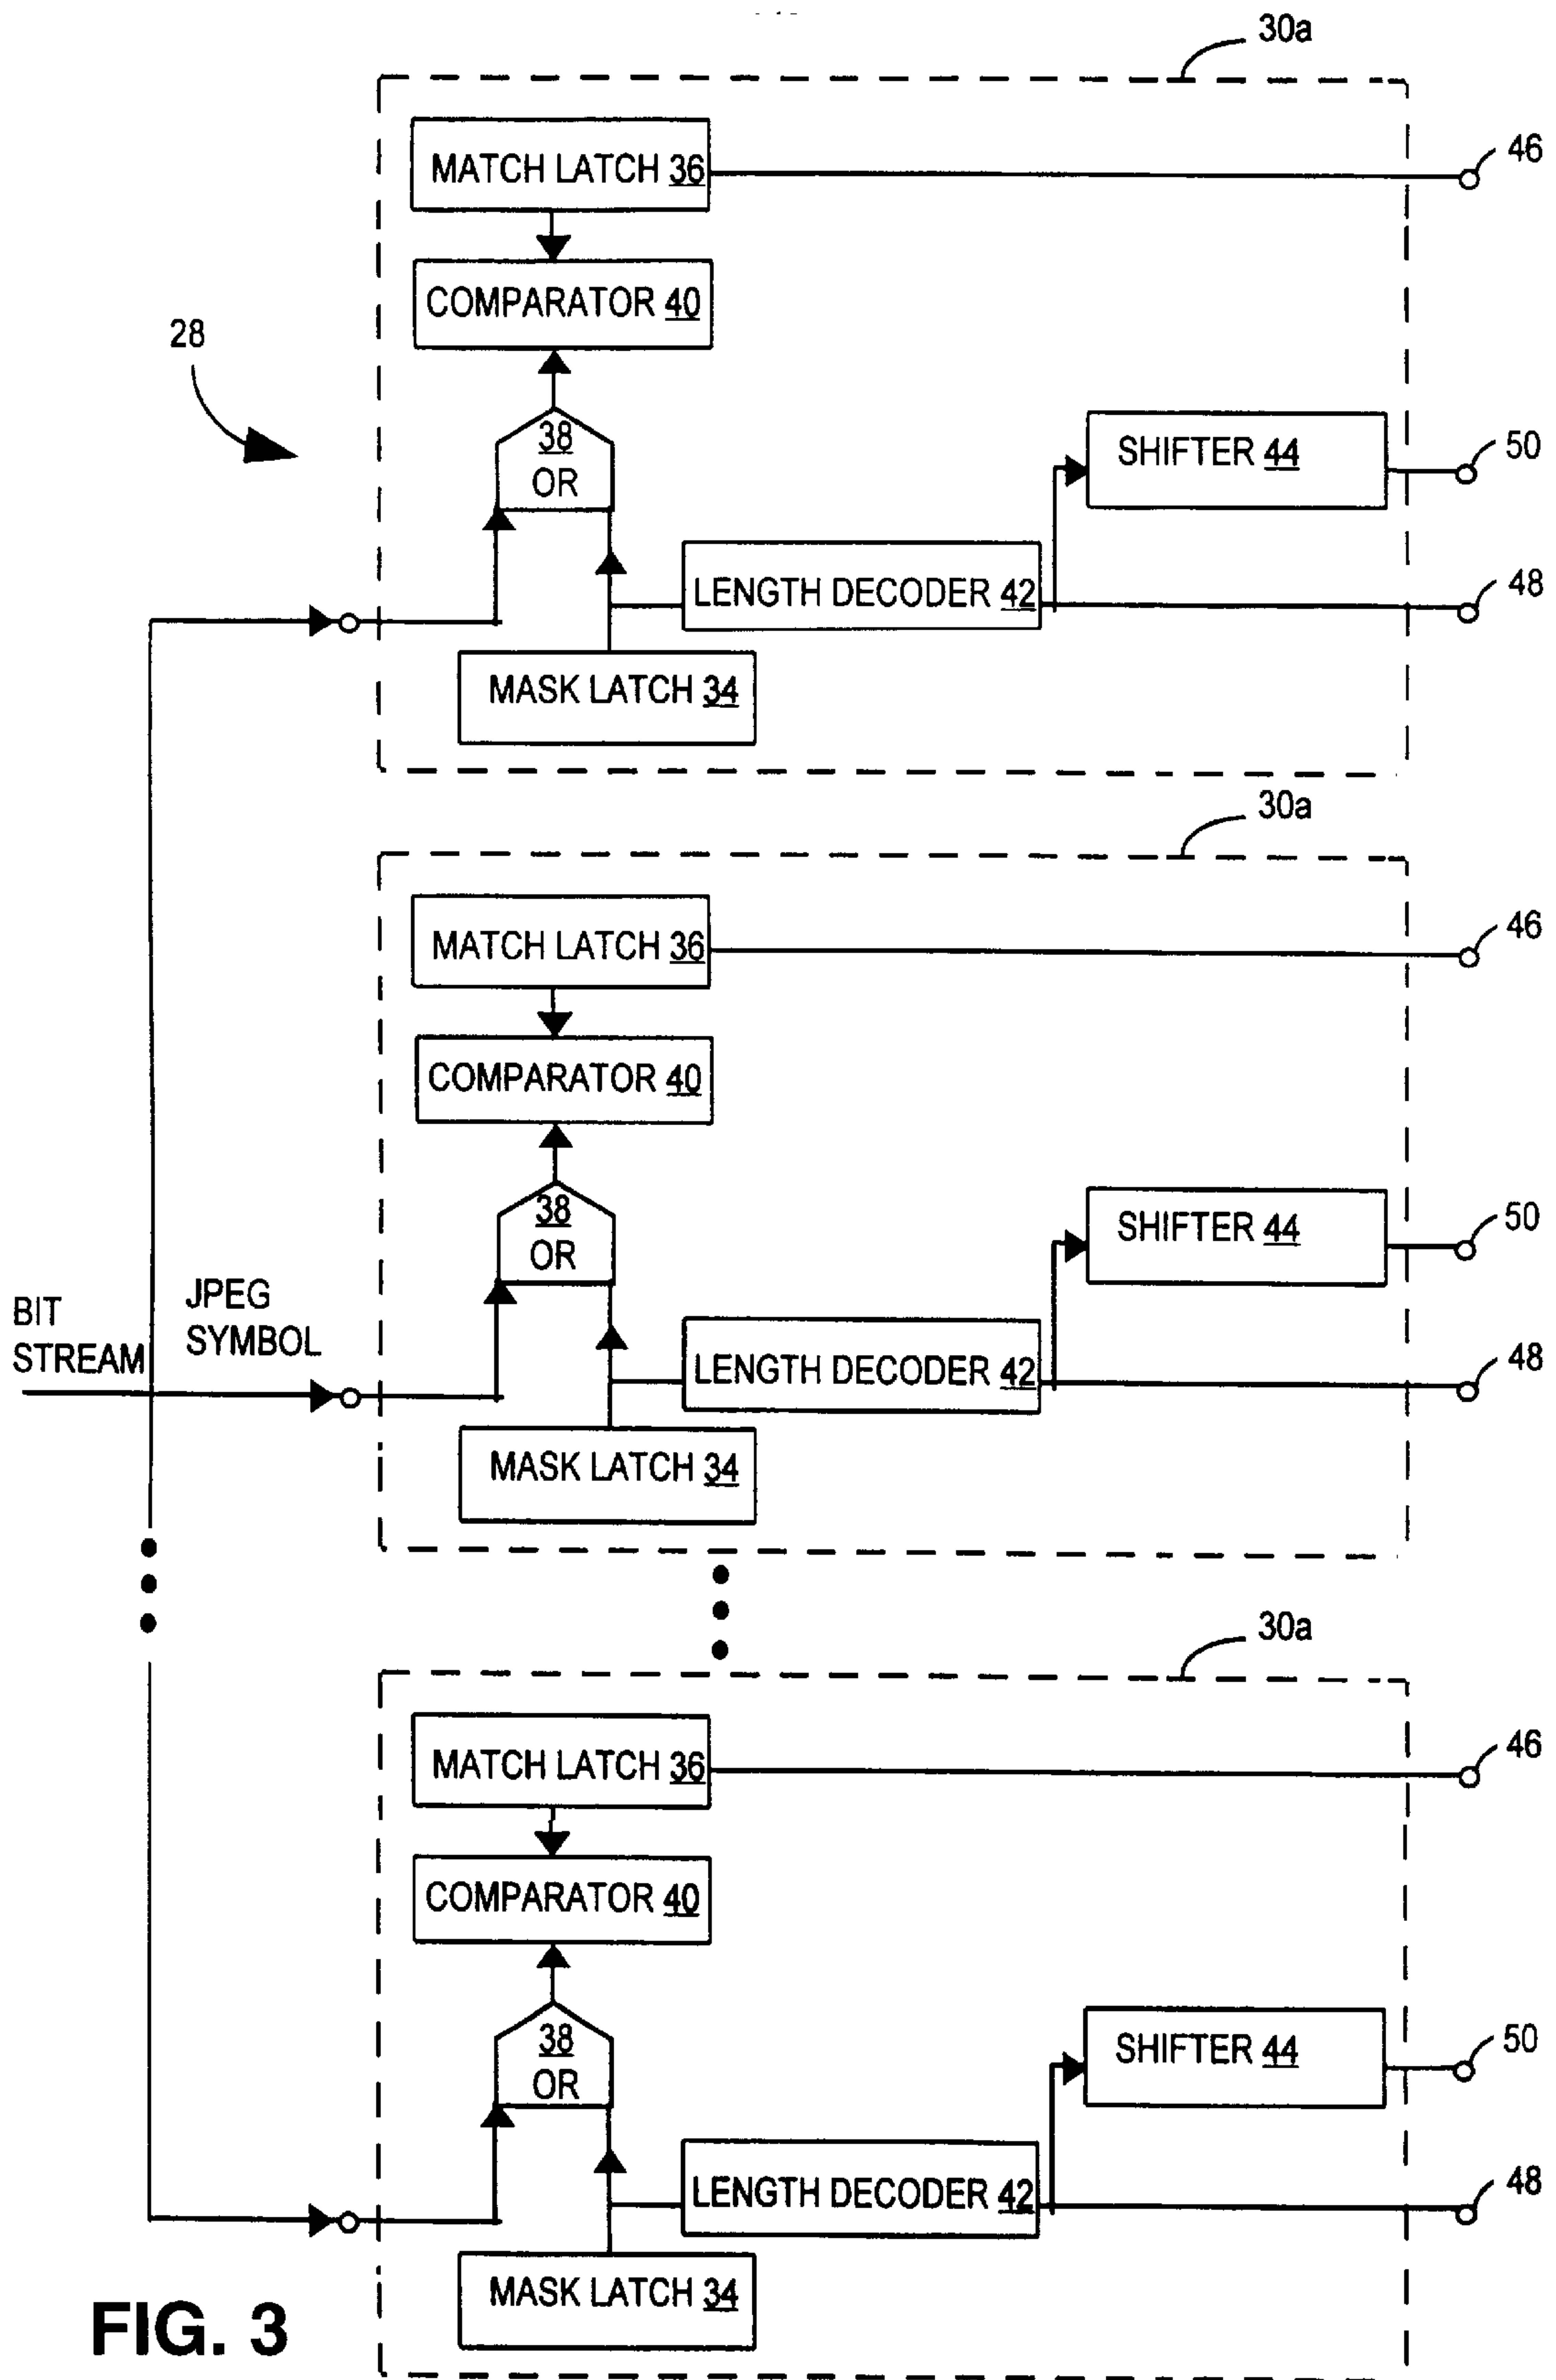 30a
MATCH LATCH 36
46
COMPARATOR 40
28
38
OR
SHIFTER 44
50
LENGTH DECODER 42
48
MASK LATCH 34
30a
MATCH LATCH 36
46
COMPARATOR 40
38
OR
SHIFTER 44
50
BIT
STREAM
JPEG
SYMBOL
LENGTH DECODER 42
48
MASK LATCH 34
30a
MATCH LATCH 36
46
COMPARATOR 40
38
OR
SHIFTER 44
50
LENGTH DECODER 42
48
MASK LATCH 34
FIG. 3